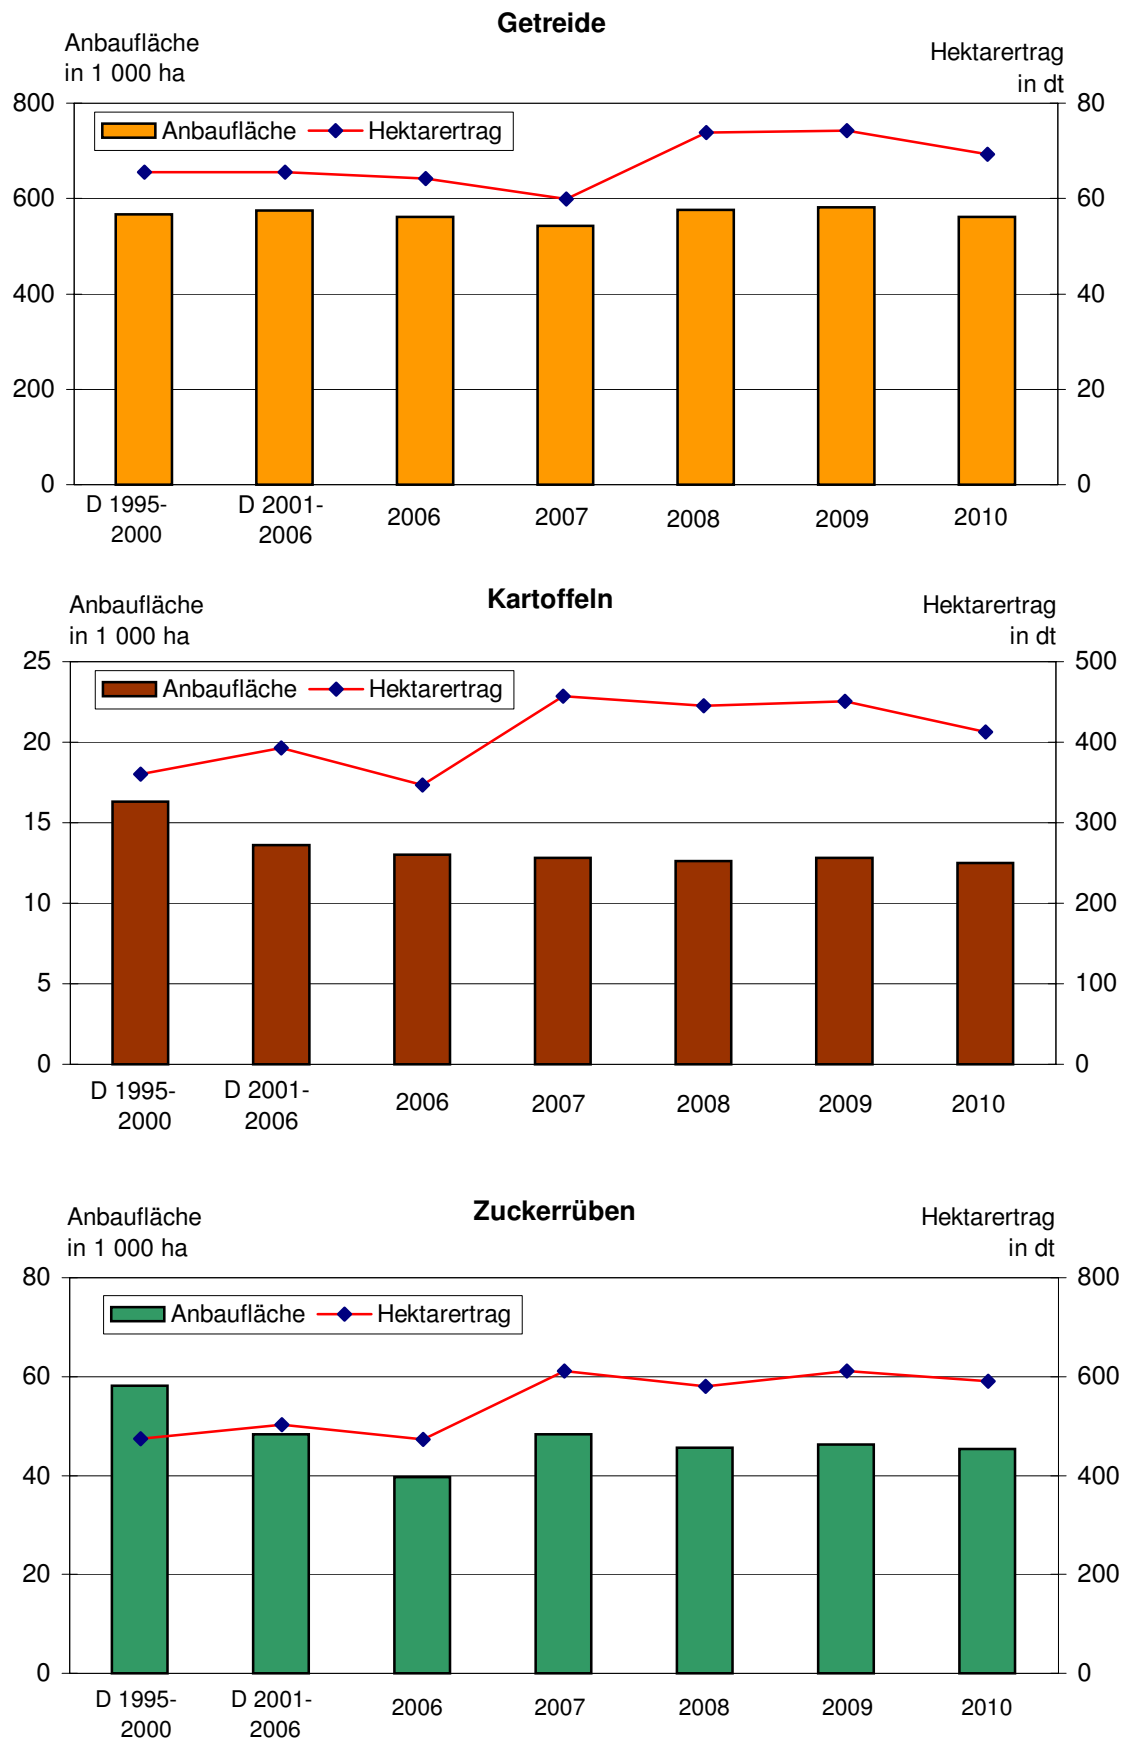 Getreide
Anbaufläche
in 1 000 ha
Hektarertrag
in dt
Anbaufläche
Hektarertrag
800
600
400
200
0
80
60
40
20
0
D 1995-
2000
D 2001-
2006
2006
2007
2008
2009
2010
Kartoffeln
Anbaufläche
in 1 000 ha
Hektarertrag
in dt
Anbaufläche
Hektarertrag
25
20
15
10
5
0
500
400
300
200
100
0
D 1995-
2000
D 2001-
2006
2006
2007
2008
2009
2010
Zuckerrüben
Anbaufläche
in 1 000 ha
Hektarertrag
in dt
Anbaufläche
Hektarertrag
80
60
40
20
0
800
600
400
200
0
D 1995-
2000
D 2001-
2006
2006
2007
2008
2009
2010